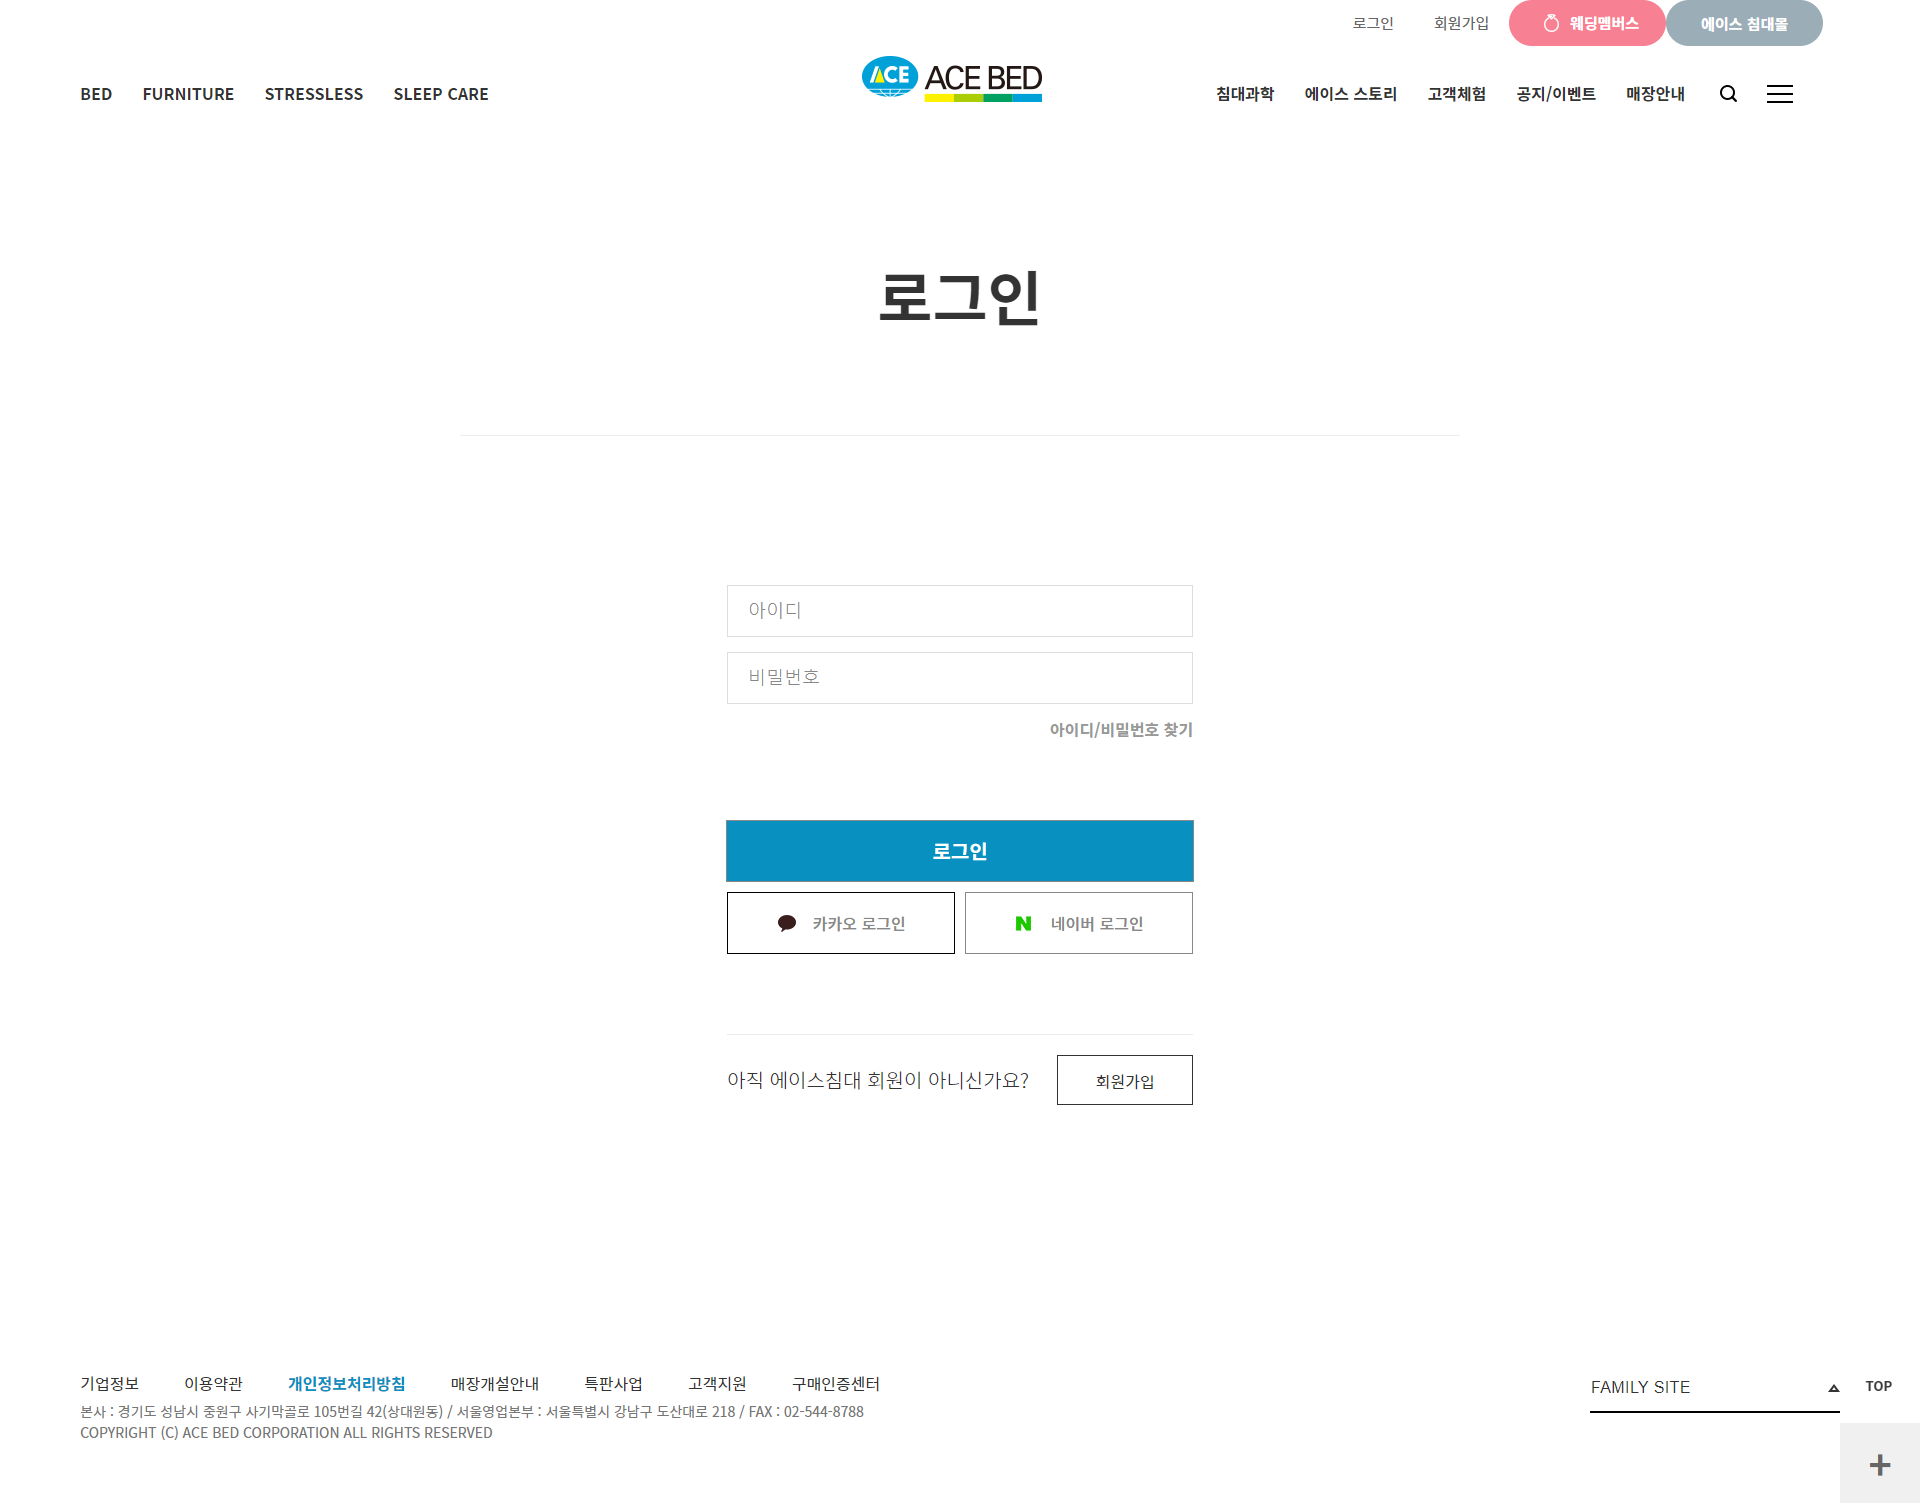 로그인 회원가입 웨딩멤버스 에이스 침대몰
BED FURNITURE STRESSLESS SLEEP CARE
ACE ACE BED
침대과학 에이스 스토리 고객체험 공지/이벤트 매장안내
로그인
아이디
비밀번호
아이디/비밀번호 찾기
로그인
카카오 로그인 네이버 로그인
아직 에이스침대 회원이 아니신가요? 회원가입
기업정보 이용약관 개인정보처리방침 매장개설안내 특판사업 고객지원 구매인증센터
FAMILY SITE TOP
본사 : 경기도 성남시 중원구 사기막골로 105번길 42(상대원동) / 서울영업본부 : 서울특별시 강남구 도산대로 218 / FAX : 02-544-8788
COPYRIGHT (C) ACE BED CORPORATION ALL RIGHTS RESERVED